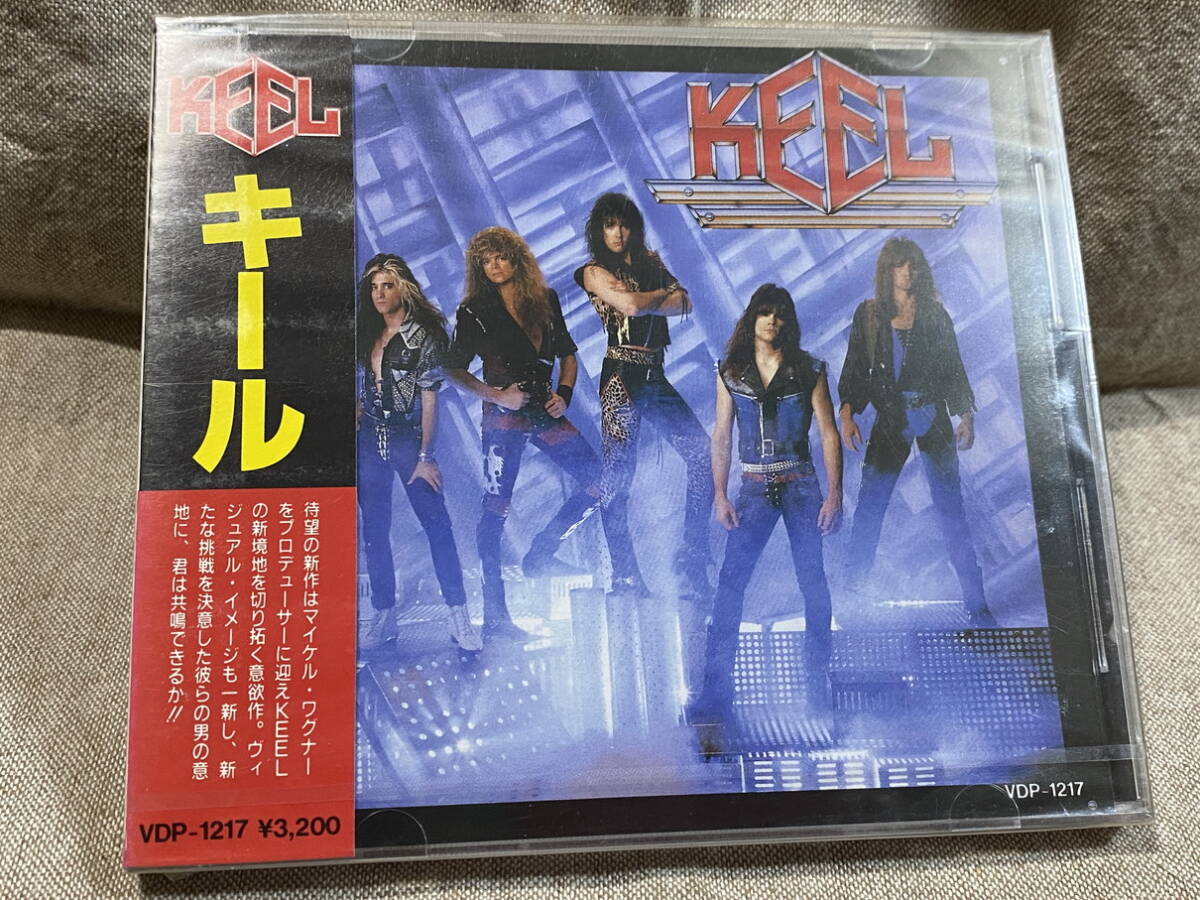 KEEL
キール
待望の新作はマイケル・ワグナー
をプロデューサーに迎えKEEL
の新境地を切り拓く意欲作。ヴィ
ジュアル・イメージも一新し、新
たな挑戦を決意した彼らの男の意
地に、君は共鳴できるか!!
VDP-1217 ¥3,200
KEEL
VDP-1217